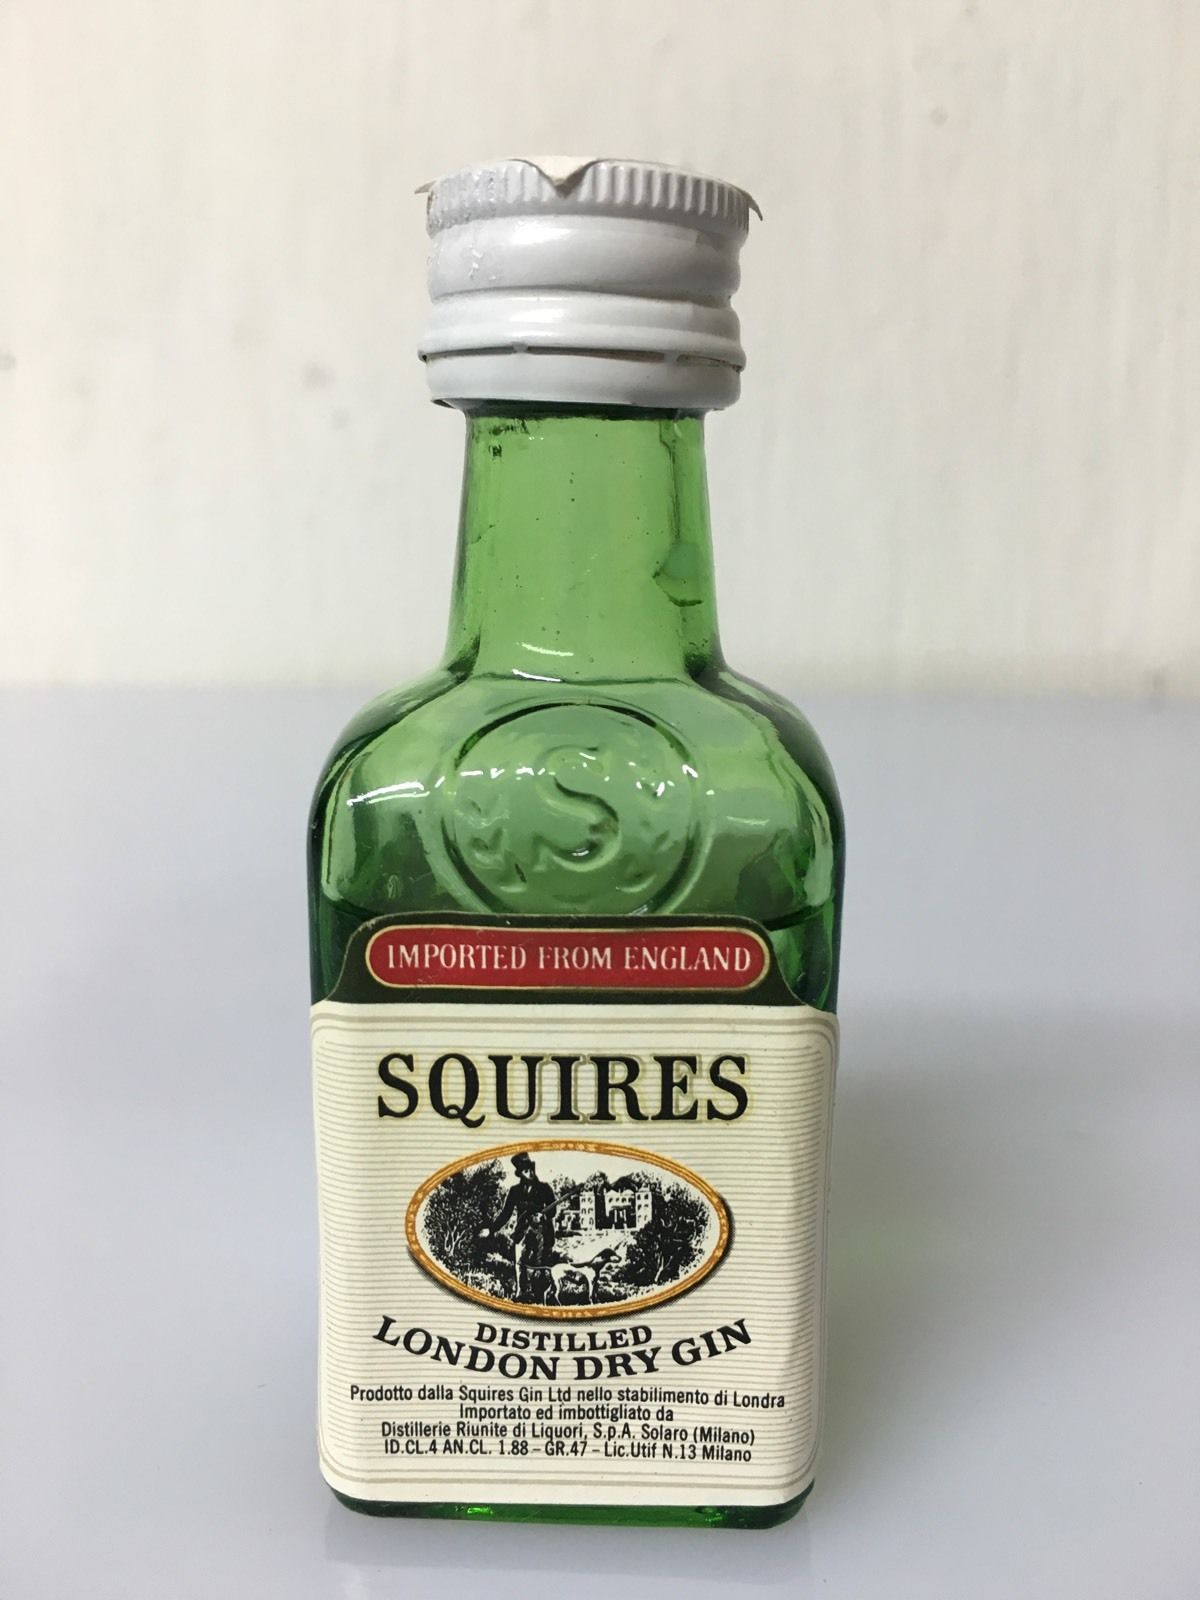 S
IMPORTED FROM ENGLAND
SQUIRES
DISTILLED
LONDON DRY GIN
Prodotto dalla Squires Gin Ltd nello stabilimento di Londra
Importato ed imbottigliato da
Distillerie Riunite di Liquori, S.p.A. Solaro (Milano)
ID.CL.4 AN.CL. 1.88 – GR.47 – Lic.Utif N.13 Milano